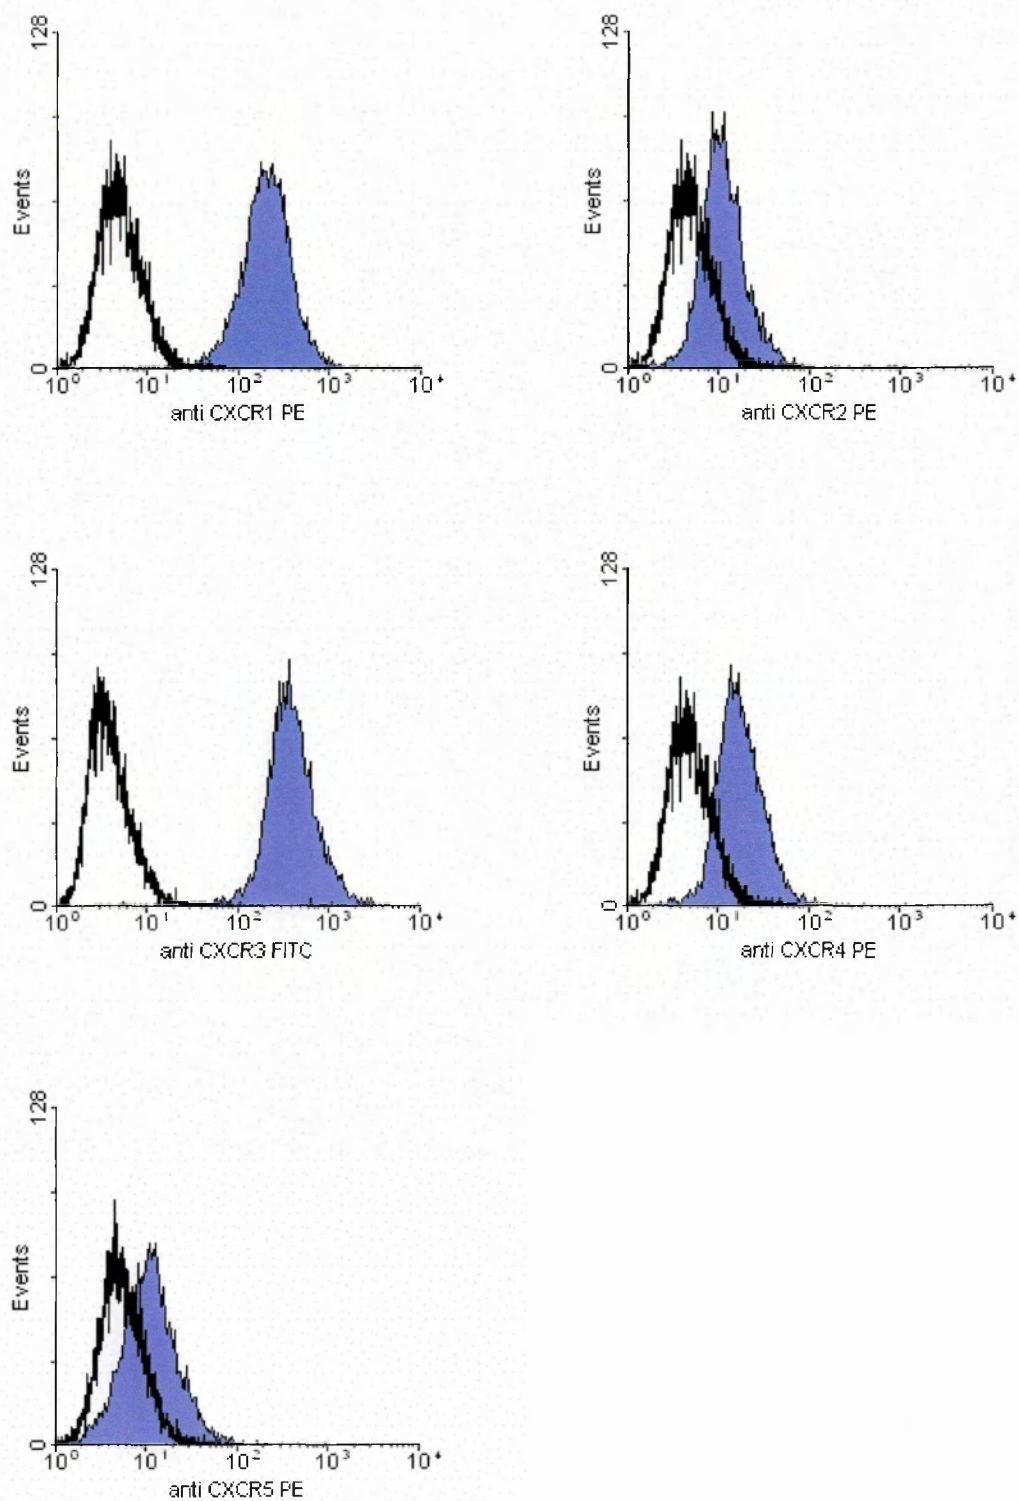 128
Events
0
10⁰ 10¹ 10² 10³ 10⁴
anti CXCR1 PE
128
Events
0
10⁰ 10¹ 10² 10³ 10⁴
anti CXCR2 PE
128
Events
0
10⁰ 10¹ 10² 10³ 10⁴
anti CXCR3 FITC
128
Events
0
10⁰ 10¹ 10² 10³ 10⁴
anti CXCR4 PE
128
Events
0
10⁰ 10¹ 10² 10³ 10⁴
anti CXCR5 PE